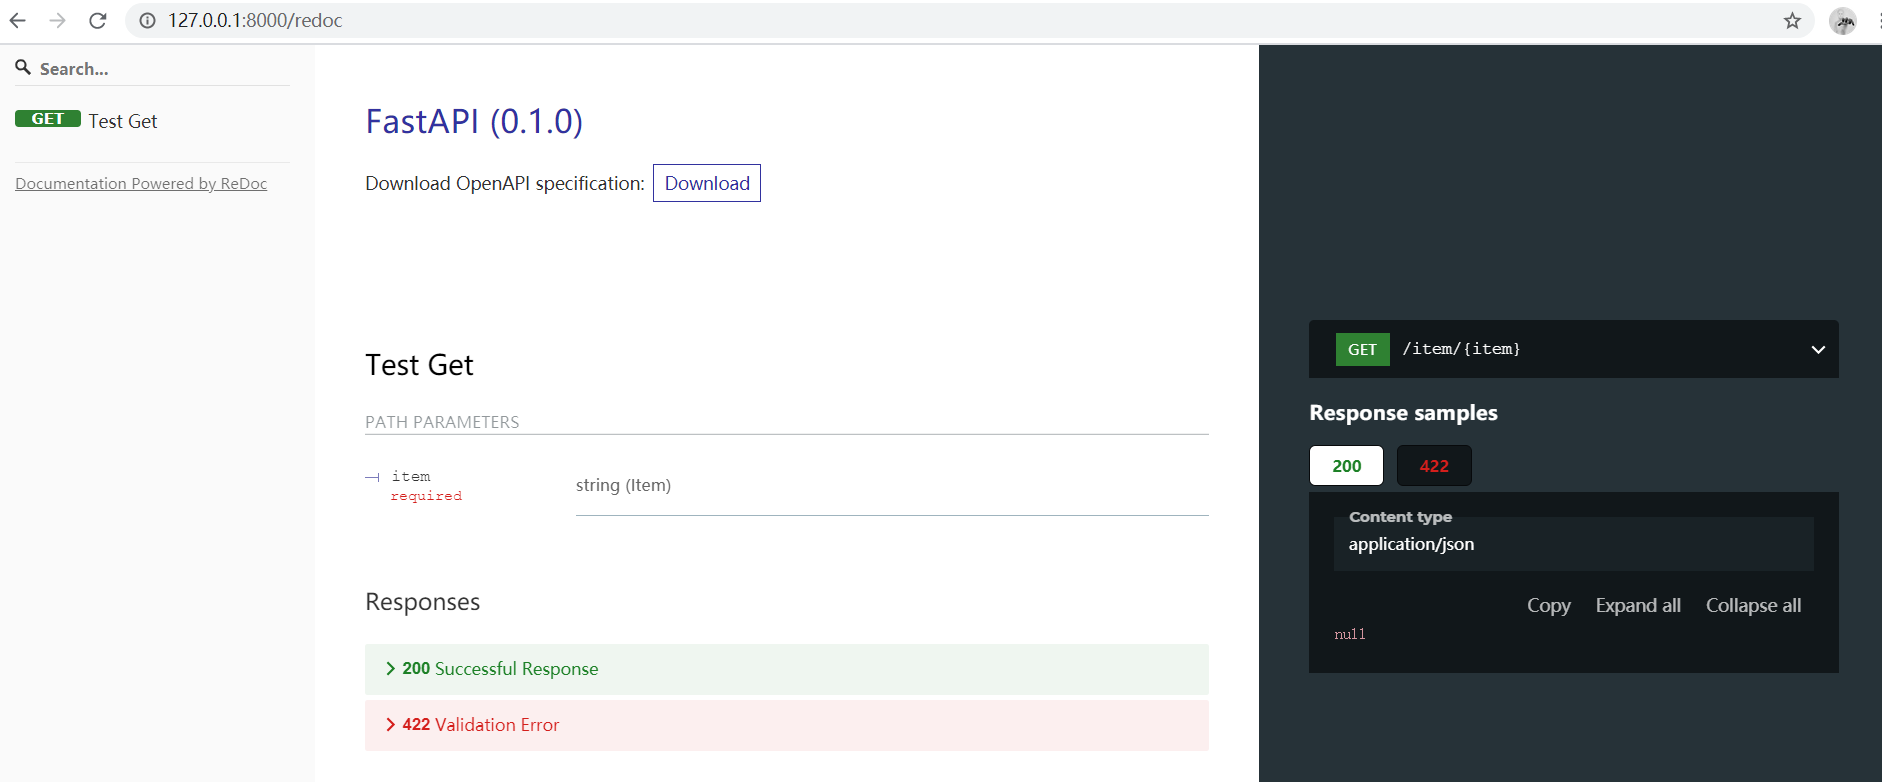 127.0.0.1:8000/redoc
Search...
GET Test Get
Documentation Powered by ReDoc
FastAPI (0.1.0)
Download OpenAPI specification: Download
Test Get
PATH PARAMETERS
item
required
string (Item)
Responses
200 Successful Response
422 Validation Error
GET /item/{item}
Response samples
200 422
Content type
application/json
Copy Expand all Collapse all
null